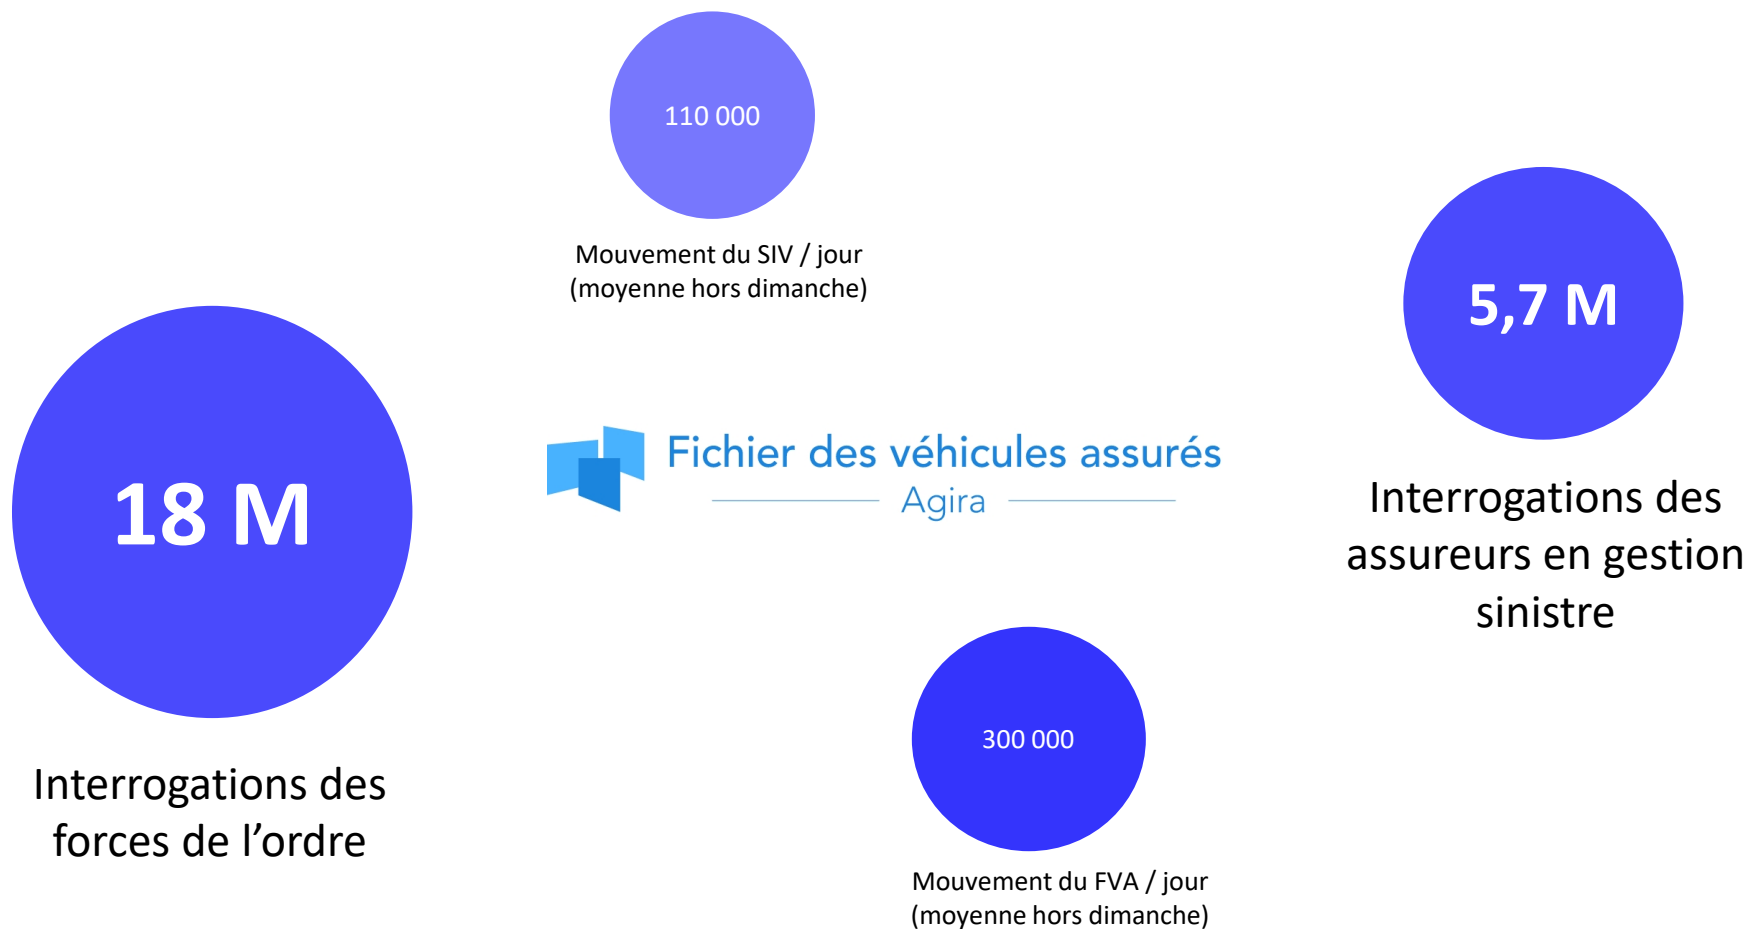 110 000
Mouvement du SIV / jour
(moyenne hors dimanche)
5,7 M
Interrogations des
assureurs en gestion
sinistre
18 M
Interrogations des
forces de l’ordre
Fichier des véhicules assurés
Agira
300 000
Mouvement du FVA / jour
(moyenne hors dimanche)